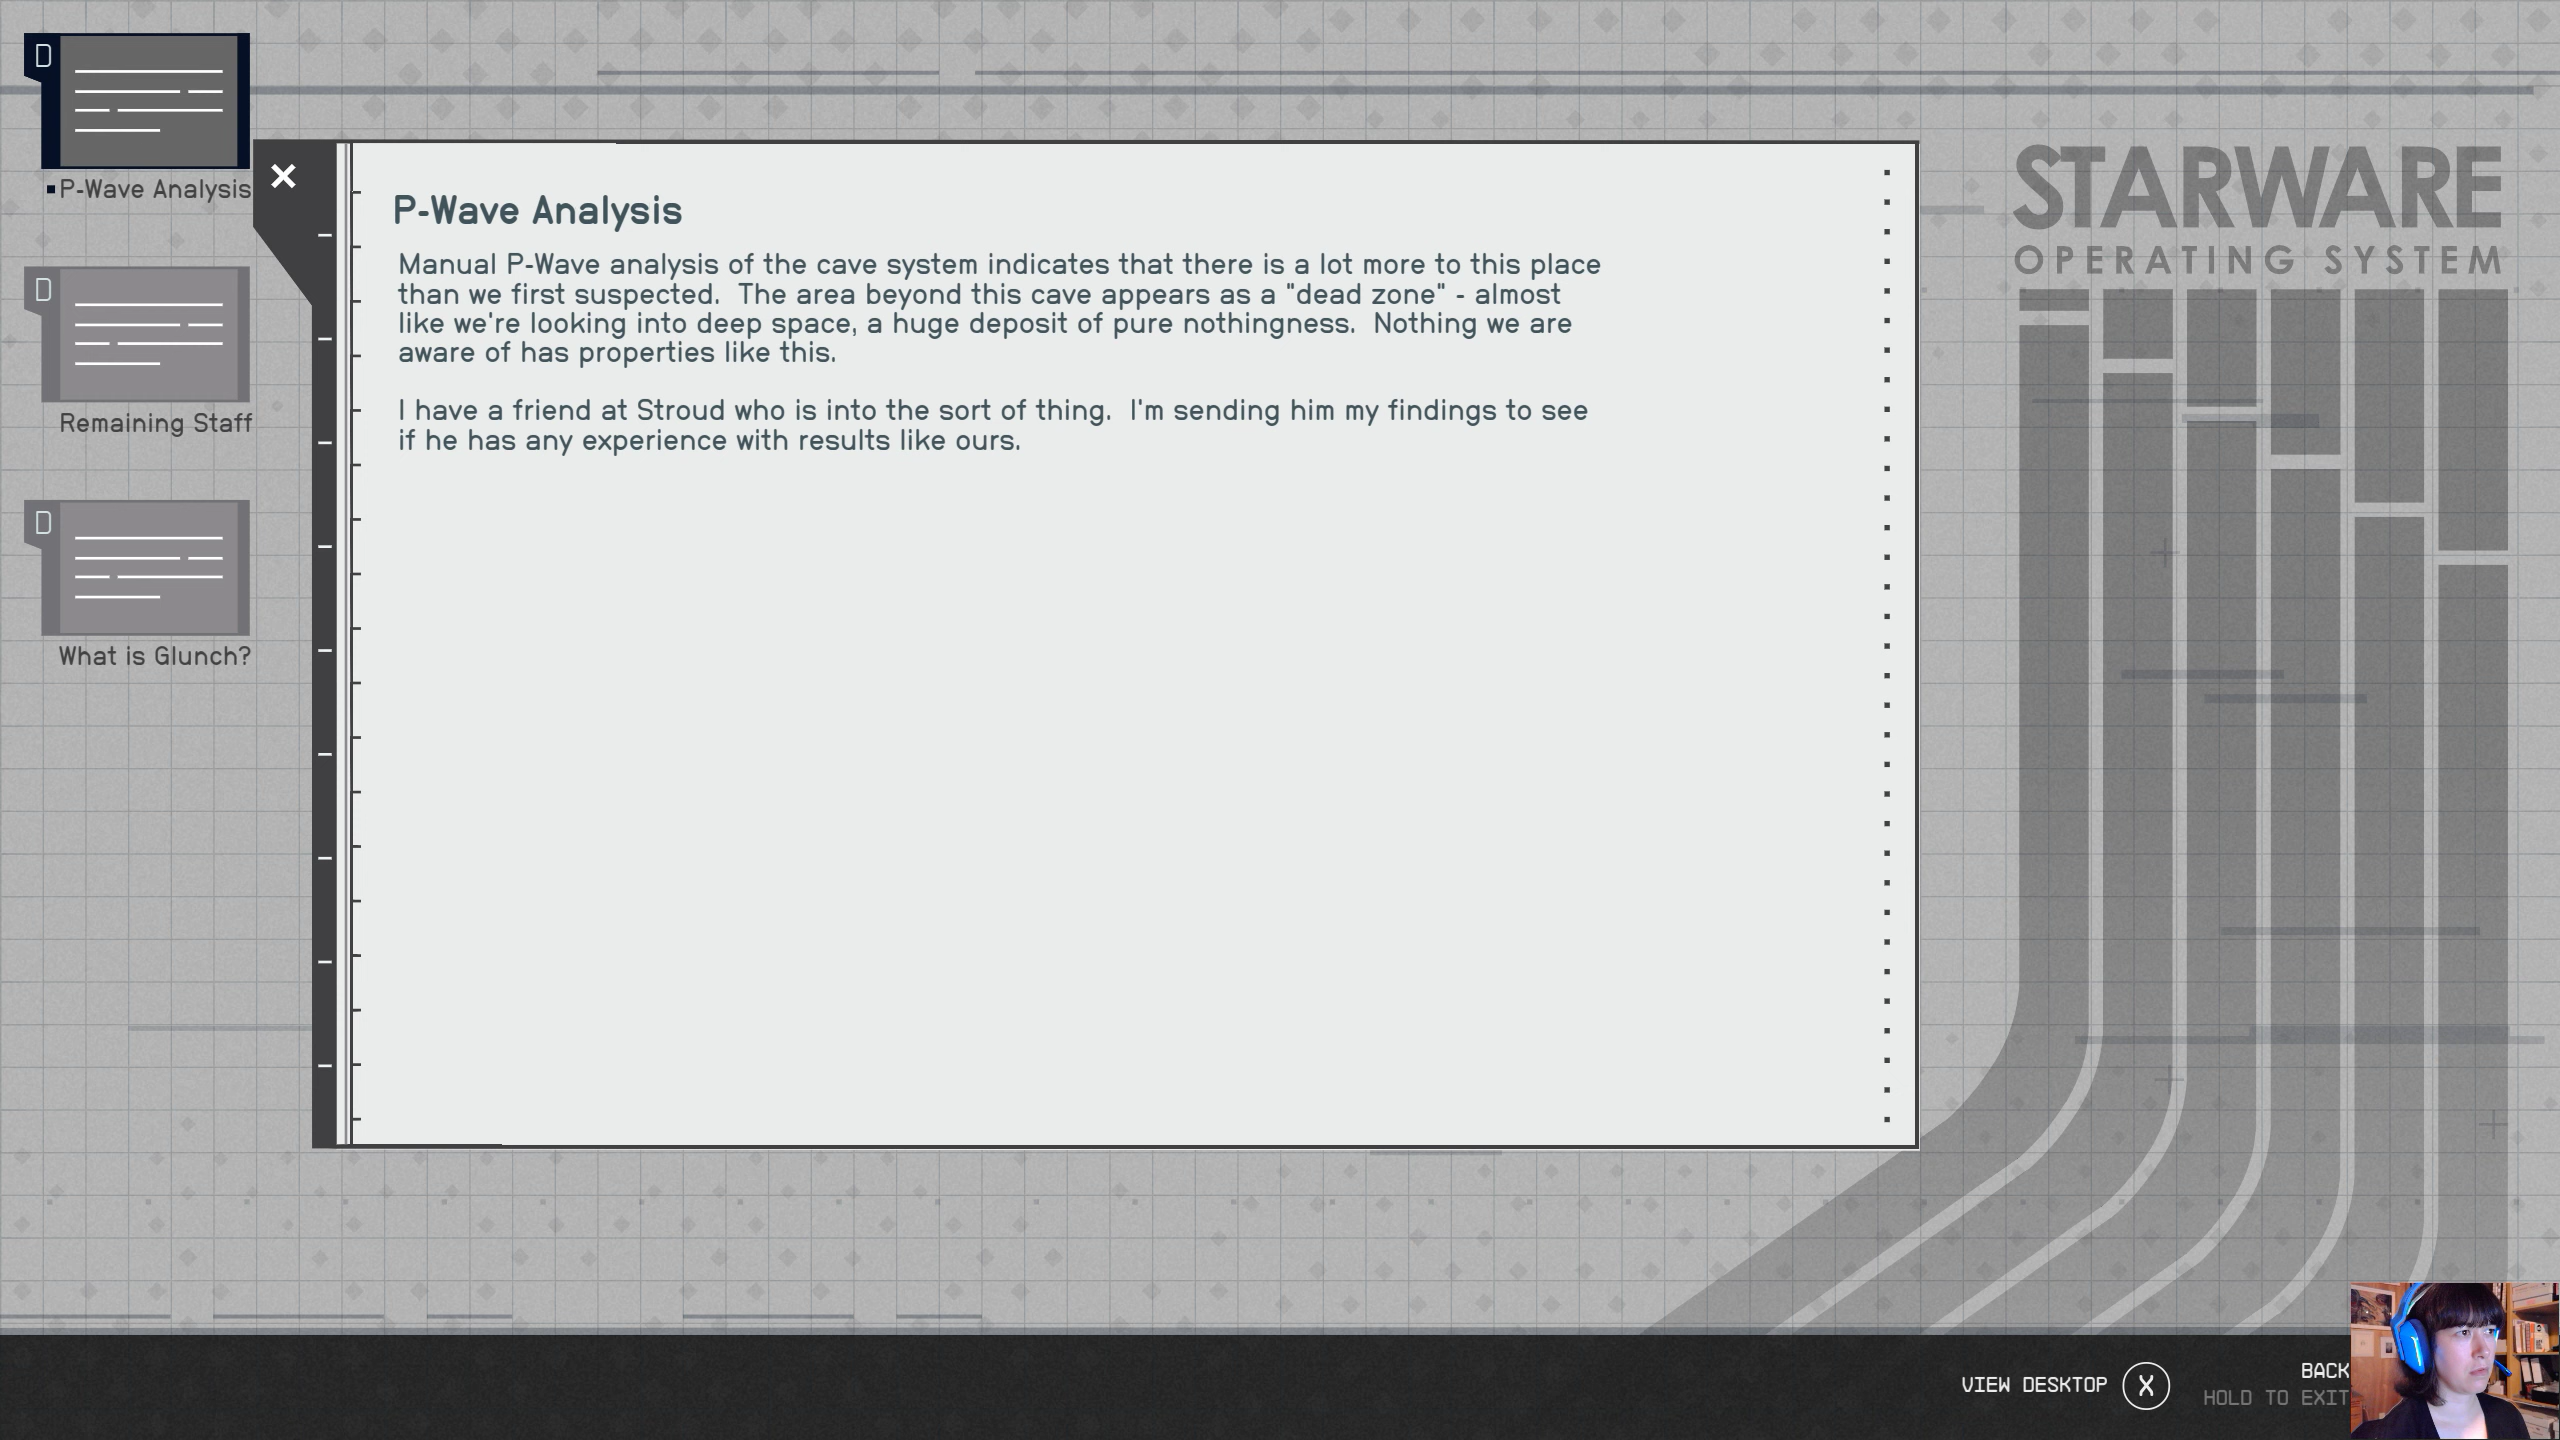 D
P-Wave Analysis
D
Remaining Staff
D
What is Glunch?
P-Wave Analysis
Manual P-Wave analysis of the cave system indicates that there is a lot more to this place
than we first suspected.  The area beyond this cave appears as a "dead zone" - almost
like we're looking into deep space, a huge deposit of pure nothingness.  Nothing we are
aware of has properties like this.
I have a friend at Stroud who is into the sort of thing.  I'm sending him my findings to see
if he has any experience with results like ours.
STARWARE
OPERATING SYSTEM
VIEW DESKTOP X
BACK
HOLD TO EXIT